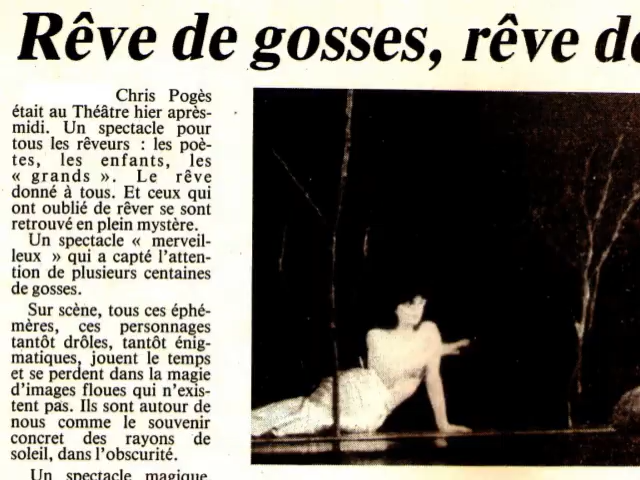 Rêve de gosses, rêve de
Chris Pogès
était au Théâtre hier après-
midi. Un spectacle pour
tous les rêveurs : les poè-
tes, les enfants, les
« grands ». Le rêve
donné à tous. Et ceux qui
ont oublié de rêver se sont
retrouvé en plein mystère.
Un spectacle « merveil-
leux » qui a capté l'atten-
tion de plusieurs centaines
de gosses.
Sur scène, tous ces éphé-
mères, ces personnages
tantôt drôles, tantôt énig-
matiques, jouent le temps
et se perdent dans la magie
d'images floues qui n'exis-
tent pas. Ils sont autour de
nous comme le souvenir
concret des rayons de
soleil, dans l'obscurité.
Un spectacle magique,